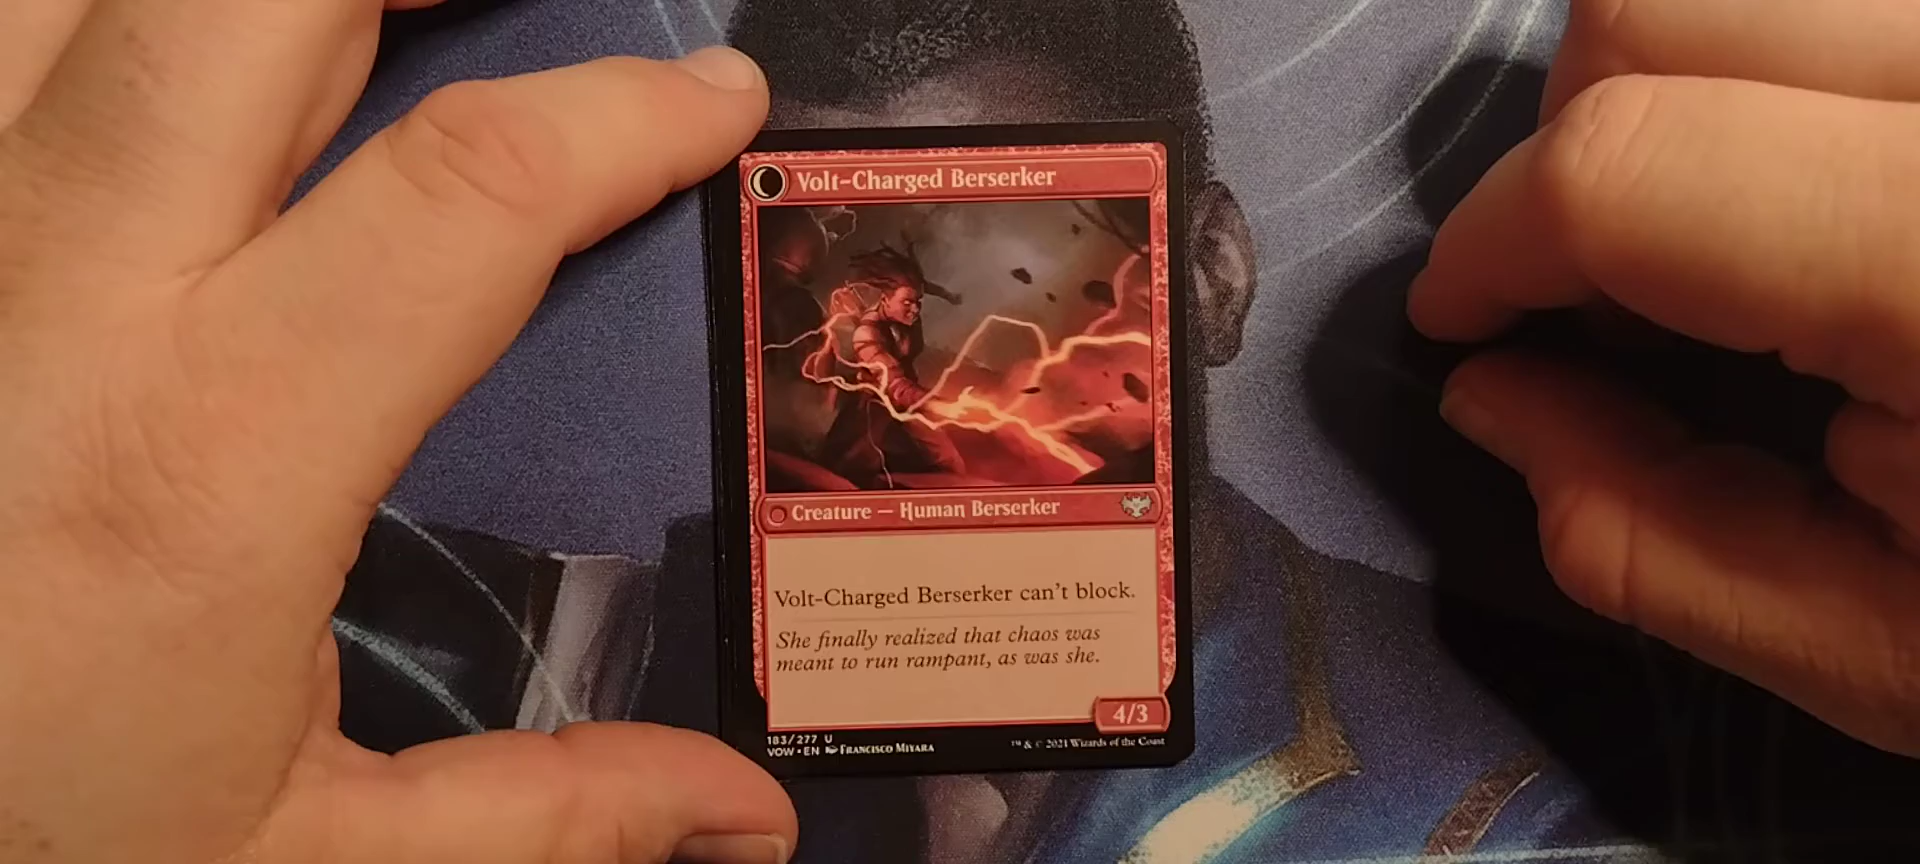 Volt-Charged Berserker
Creature — Human Berserker
Volt-Charged Berserker can't block.
She finally realized that chaos was
meant to run rampant, as was she.
4/3
183/277 U
VOW • EN Francisco Miyara
™ & © 2021 Wizards of the Coast